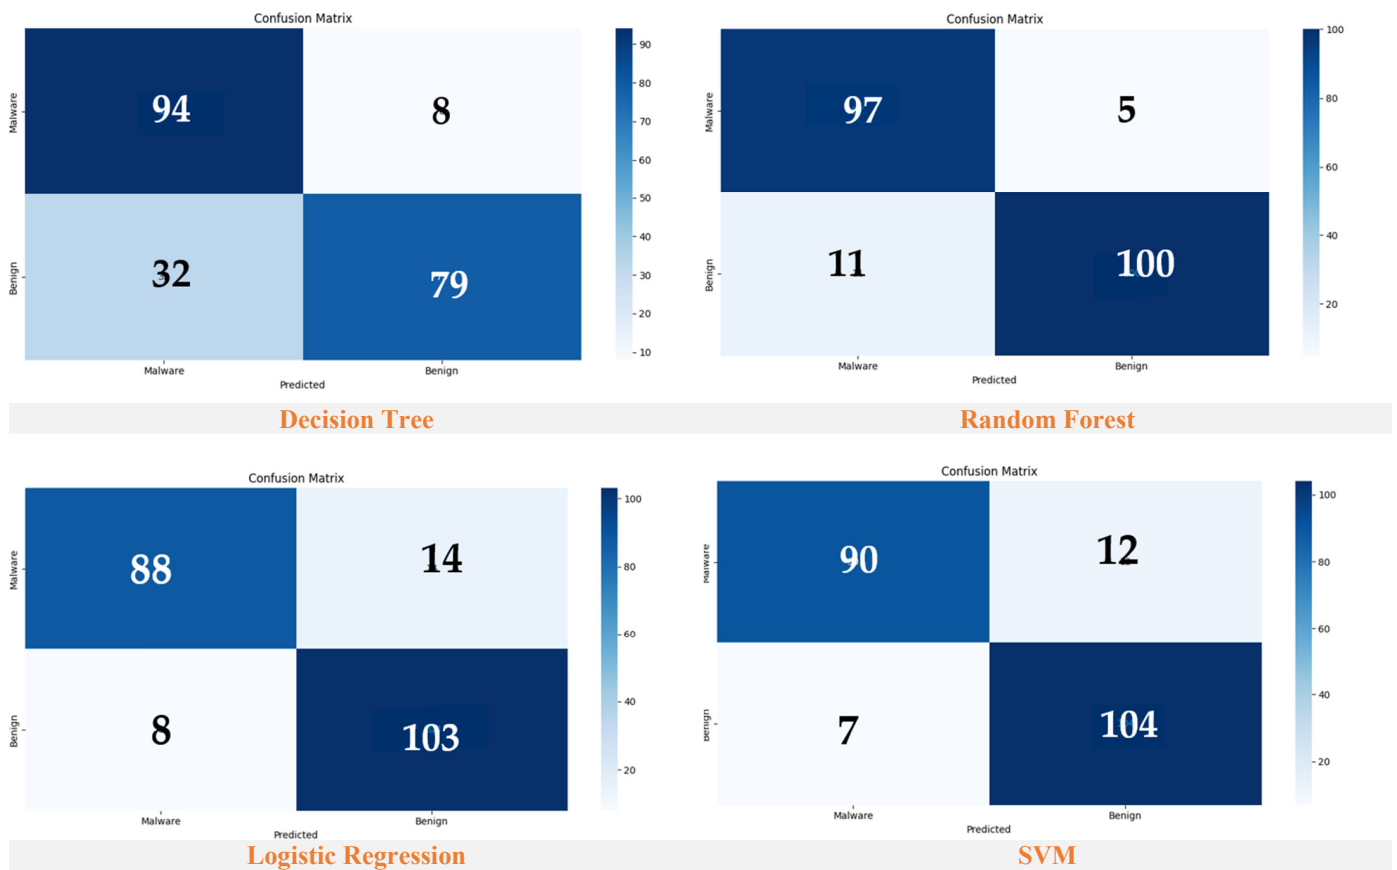 Confusion Matrix
Malware
94
8
Benign
32
79
Malware
Benign
Predicted
90
80
70
60
50
40
30
20
10
Decision Tree
Confusion Matrix
Malware
97
5
Benign
11
100
Malware
Benign
Predicted
100
80
60
40
20
Random Forest
Confusion Matrix
Malware
88
14
Benign
8
103
Malware
Benign
Predicted
100
80
60
40
20
Logistic Regression
Confusion Matrix
Malware
90
12
Benign
7
104
Malware
Benign
Predicted
100
80
60
40
20
SVM